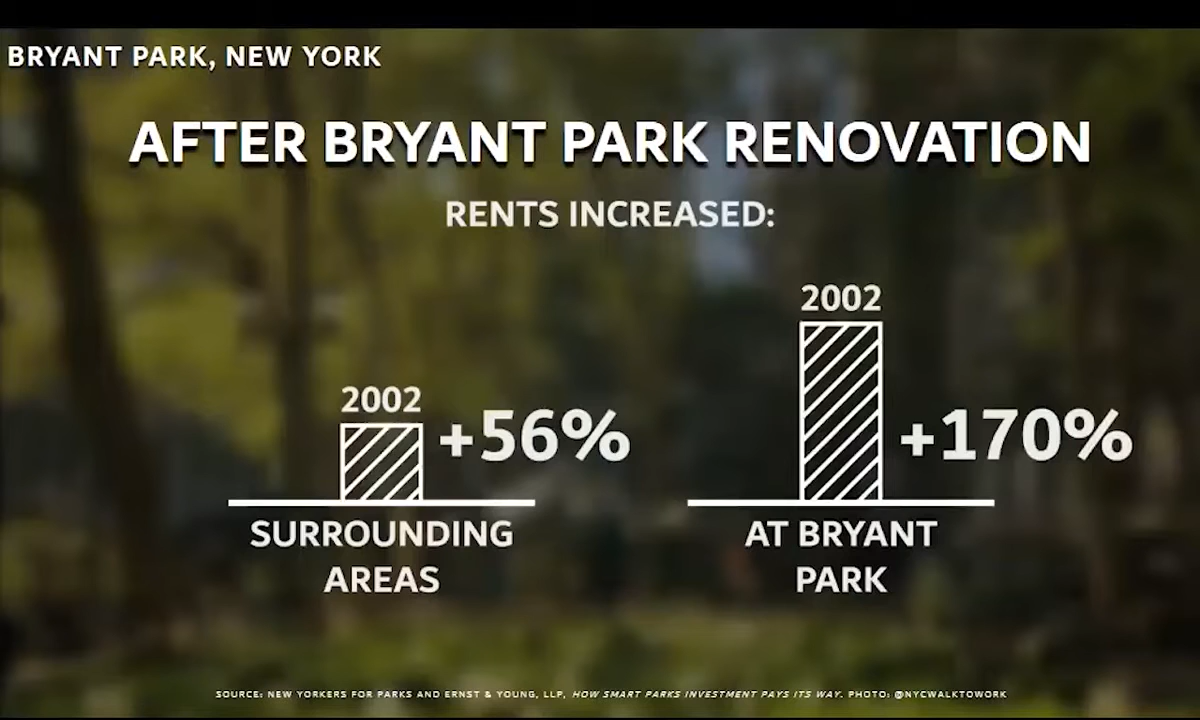 BRYANT PARK, NEW YORK
AFTER BRYANT PARK RENOVATION
RENTS INCREASED:
2002
+56%
SURROUNDING
AREAS
2002
+170%
AT BRYANT
PARK
SOURCE: NEW YORKERS FOR PARKS AND ERNST & YOUNG, LLP, HOW SMART PARKS INVESTMENT PAYS ITS WAY. PHOTO: @NYCWALKTOWORK